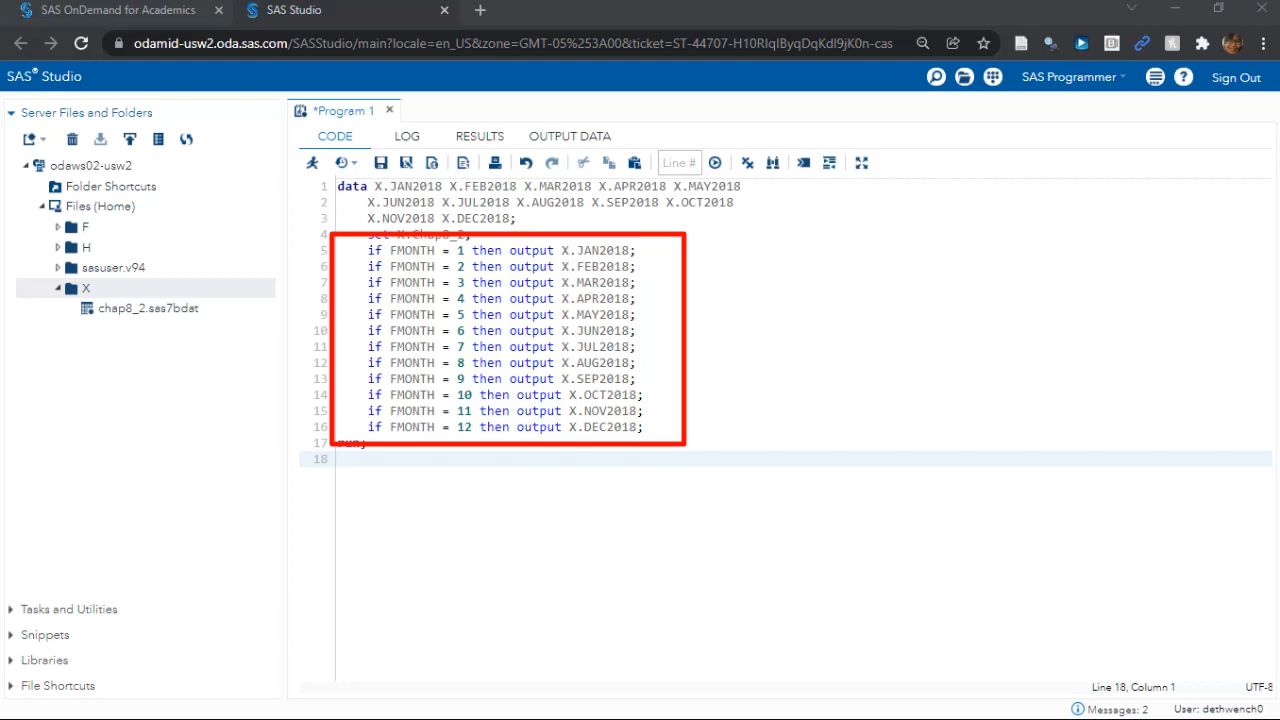 SAS OnDemand for Academics
SAS Studio
odamid-usw2.oda.sas.com/SASStudio/main?locale=en_US&zone=GMT-05%253A00&ticket=ST-44707-H10RIqIByqDqKdl9jK0n-cas
SAS® Studio
SAS Programmer
Sign Out
Server Files and Folders
odaws02-usw2
Folder Shortcuts
Files (Home)
F
H
sasuser.v94
X
chap8_2.sas7bdat
Tasks and Utilities
Snippets
Libraries
File Shortcuts
*Program 1
CODE LOG RESULTS OUTPUT DATA
Line #
1 data X.JAN2018 X.FEB2018 X.MAR2018 X.APR2018 X.MAY2018
2 X.JUN2018 X.JUL2018 X.AUG2018 X.SEP2018 X.OCT2018
3 X.NOV2018 X.DEC2018;
4 set X.Chap8_2;
5 if FMONTH = 1 then output X.JAN2018;
6 if FMONTH = 2 then output X.FEB2018;
7 if FMONTH = 3 then output X.MAR2018;
8 if FMONTH = 4 then output X.APR2018;
9 if FMONTH = 5 then output X.MAY2018;
10 if FMONTH = 6 then output X.JUN2018;
11 if FMONTH = 7 then output X.JUL2018;
12 if FMONTH = 8 then output X.AUG2018;
13 if FMONTH = 9 then output X.SEP2018;
14 if FMONTH = 10 then output X.OCT2018;
15 if FMONTH = 11 then output X.NOV2018;
16 if FMONTH = 12 then output X.DEC2018;
17 run;
18
Line 18, Column 1
UTF-8
Messages: 2
User: dethwench0